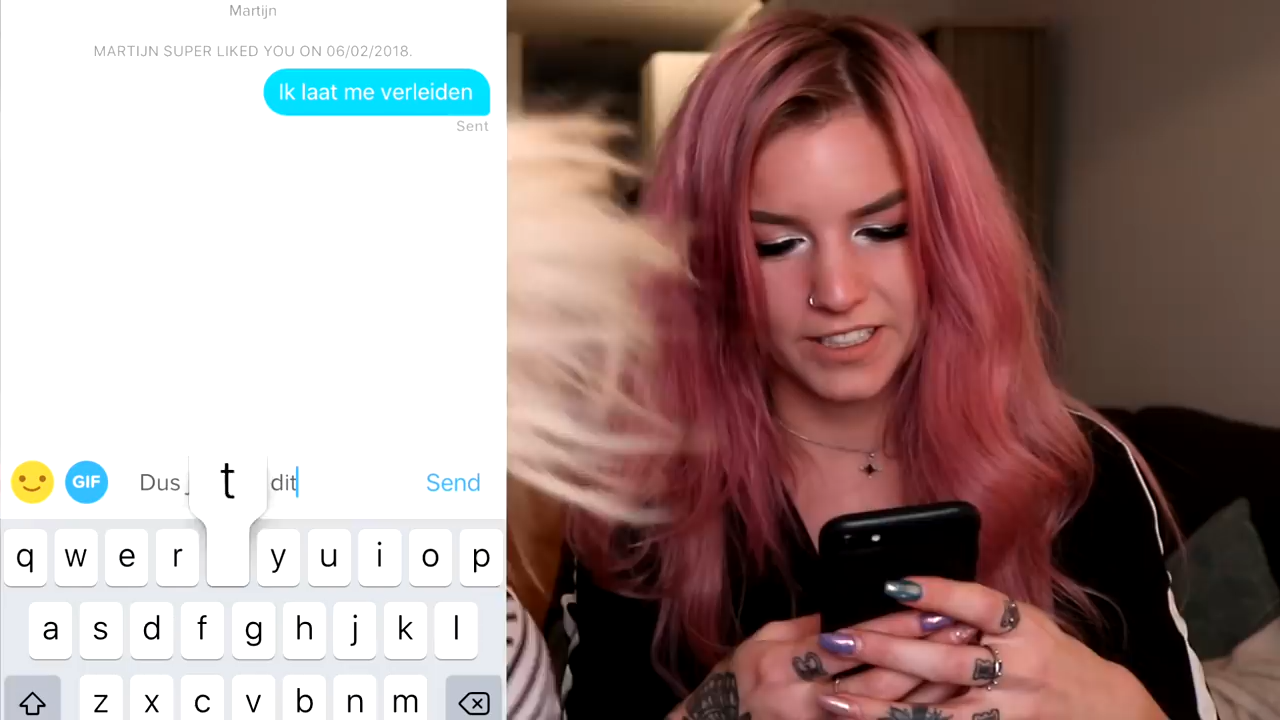 Martijn
MARTIJN SUPER LIKED YOU ON 06/02/2018.
Ik laat me verleiden
Sent
GIF Dus dit Send
t
q w e r y u i o p
a s d f g h j k l
z x c v b n m